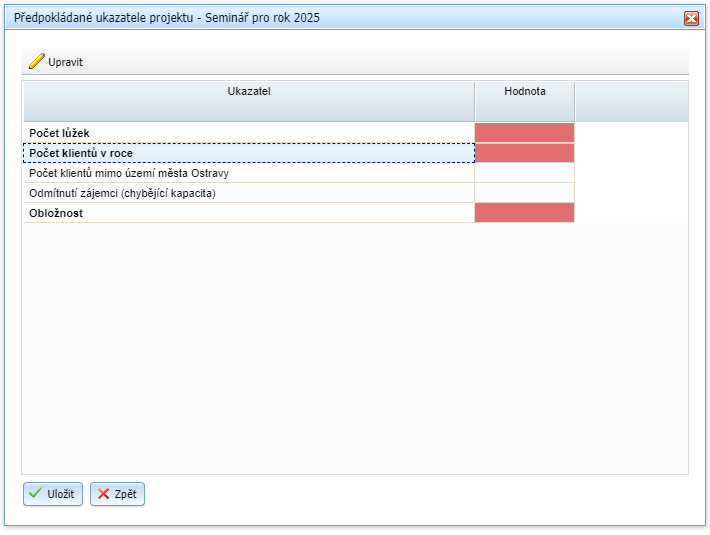 Předpokládané ukazatele projektu - Seminář pro rok 2025
Upravit
Ukazatel Hodnota
Počet lůžek
Počet klientů v roce
Počet klientů mimo území města Ostravy
Odmítnutí zájemci (chybějící kapacita)
Obložnost
Uložit Zpět